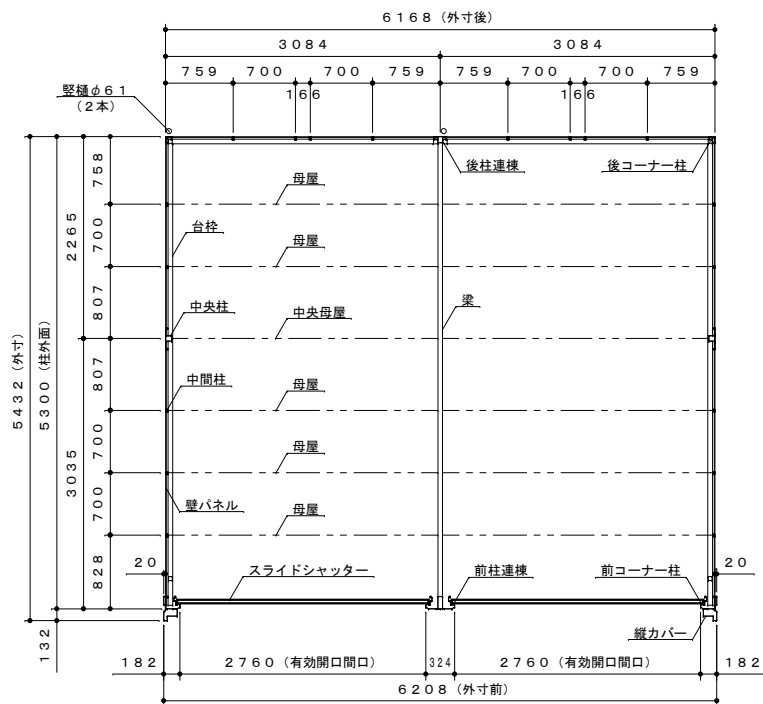 6168（外寸後）
3084 3084
759 700 700 759 759 700 700 759
166 166
竪樋φ61
（2本）
後柱連棟 後コーナー柱
758
母屋
2265
700
台枠
母屋
807
中央柱 中央母屋 梁
5432（外寸）
5300（柱外面）
807
中間柱 母屋
3035
700
母屋
700
壁パネル 母屋
828
20 スライドシャッター 前柱連棟 前コーナー柱 20
縦カバー
132
182 2760（有効開口間口） 324 2760（有効開口間口） 182
6208（外寸前）